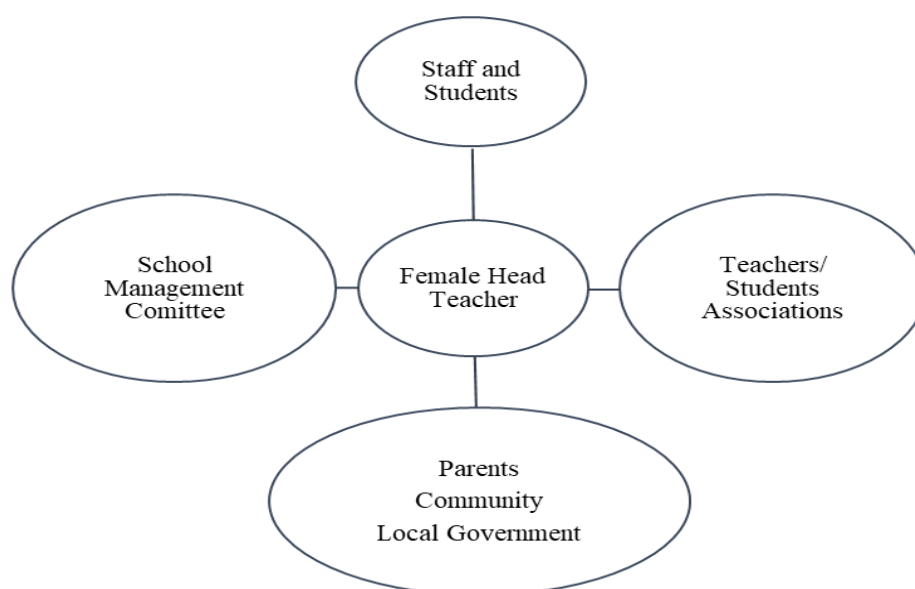 Staff and
Students
School
Management
Comittee
Female Head
Teacher
Teachers/
Students
Associations
Parents
Community
Local Government